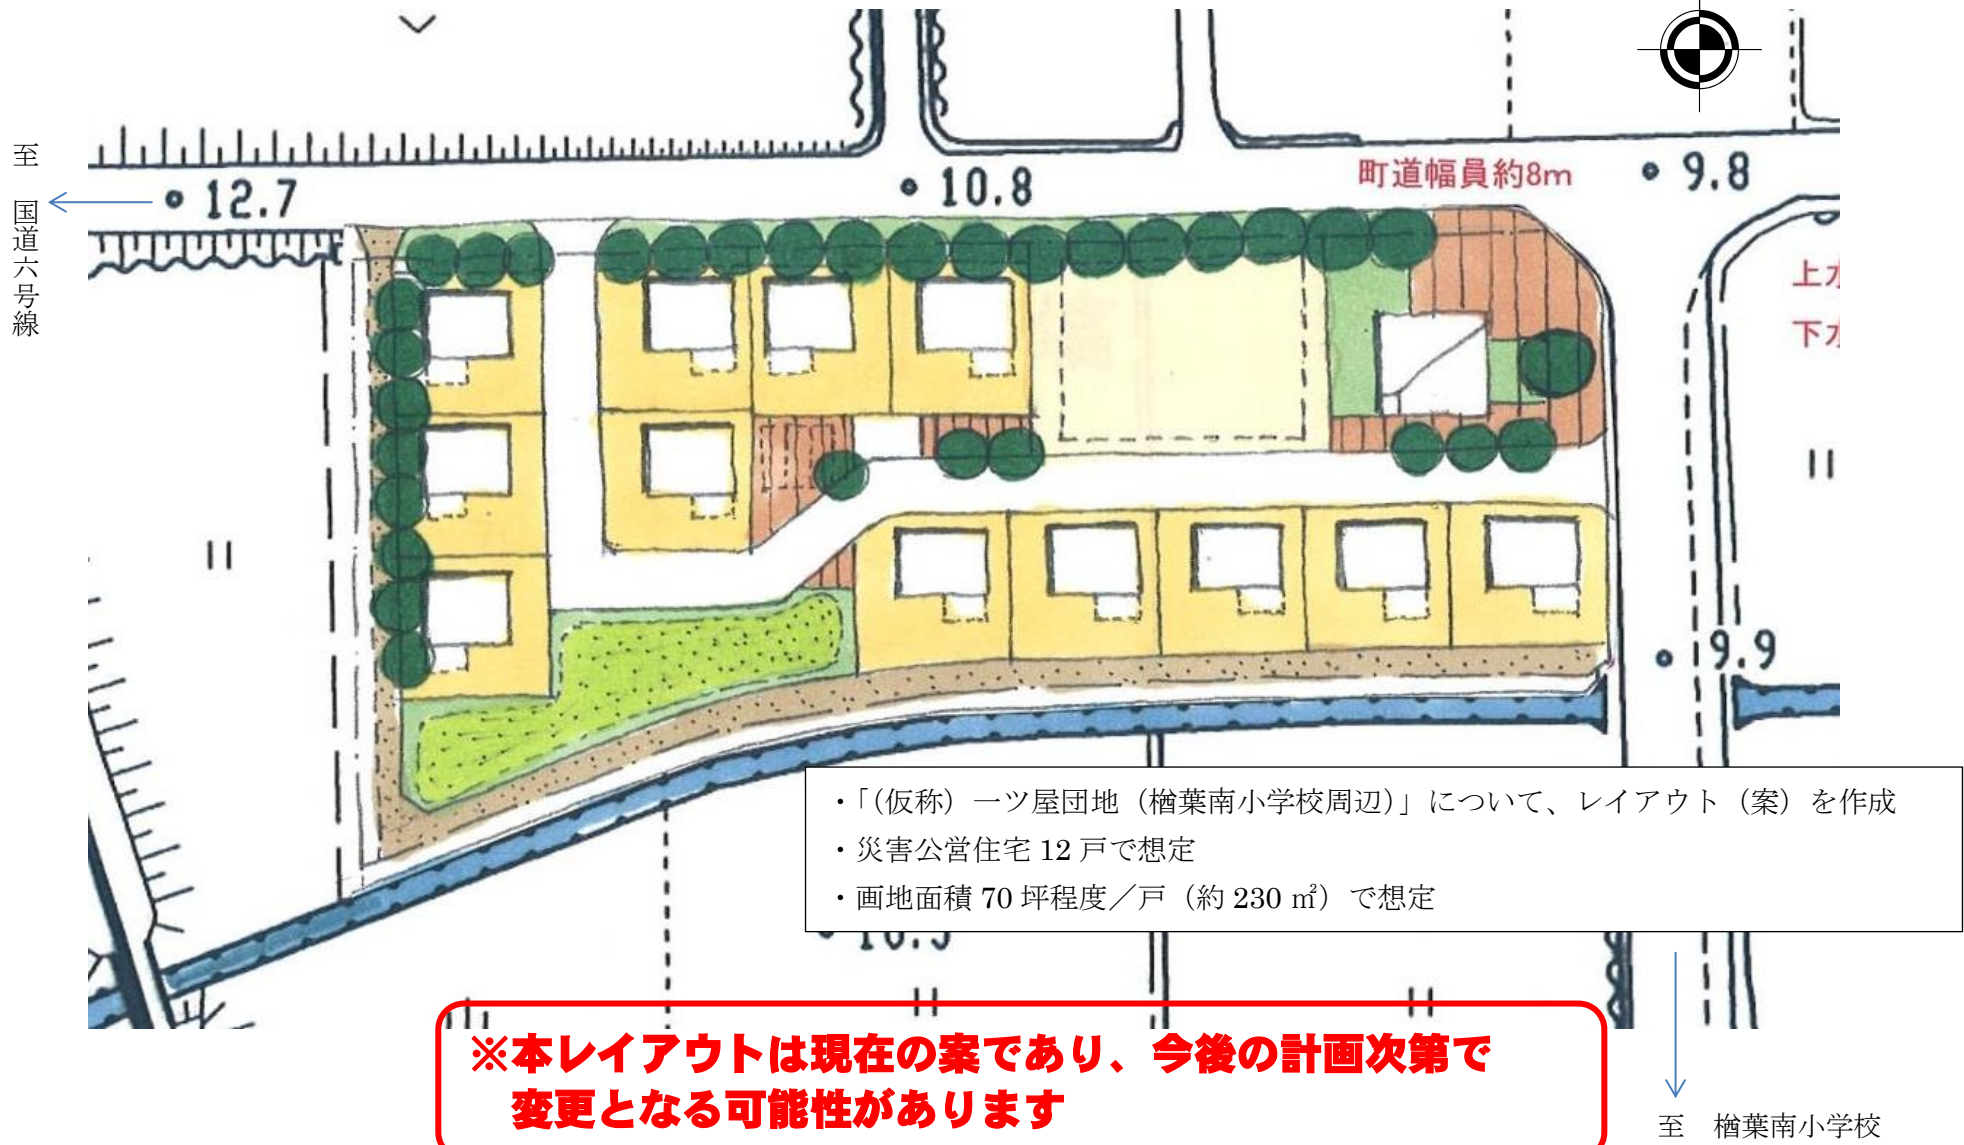 町道幅員約8m
9.8
12.7
10.8
至 国道六号線
上水
下水
9.9
・「(仮称) 一ツ屋団地 (楢葉南小学校周辺)」について、レイアウト (案) を作成
・災害公営住宅 12 戸で想定
・画地面積 70 坪程度／戸 (約 230 ㎡) で想定
※本レイアウトは現在の案であり、今後の計画次第で
変更となる可能性があります
至 楢葉南小学校